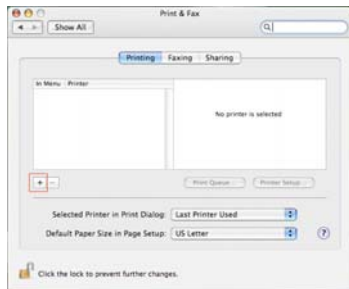 Print & Fax
Show All
Printing Faxing Sharing
In Menu Printer
No printer is selected
+ -
Print Queue... Printer Setup...
Selected Printer in Print Dialog: Last Printer Used
Default Paper Size in Page Setup: US Letter
?
Click the lock to prevent further changes.